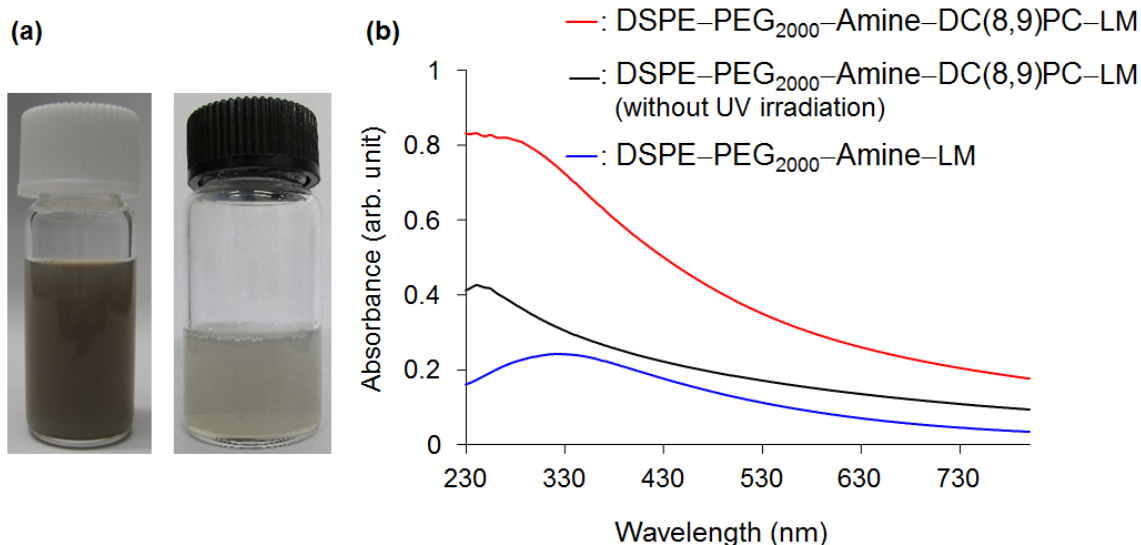 (a)
(b)
–: DSPE–PEG2000–Amine–DC(8,9)PC–LM
–: DSPE–PEG2000–Amine–DC(8,9)PC–LM
(without UV irradiation)
–: DSPE–PEG2000–Amine–LM
Absorbance (arb. unit)
1
0.8
0.6
0.4
0.2
0
230 330 430 530 630 730
Wavelength (nm)